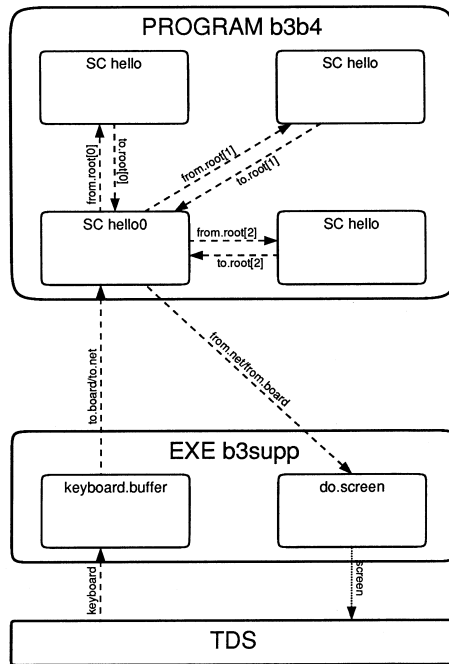 PROGRAM b3b4
SC hello
SC hello
from.root[0]
to.root[0]
from.root[1]
to.root[1]
SC hello0
from.root[2]
to.root[2]
SC hello
to.board/to.net
from.net/from.board
EXE b3supp
keyboard.buffer
do.screen
keyboard
screen
TDS